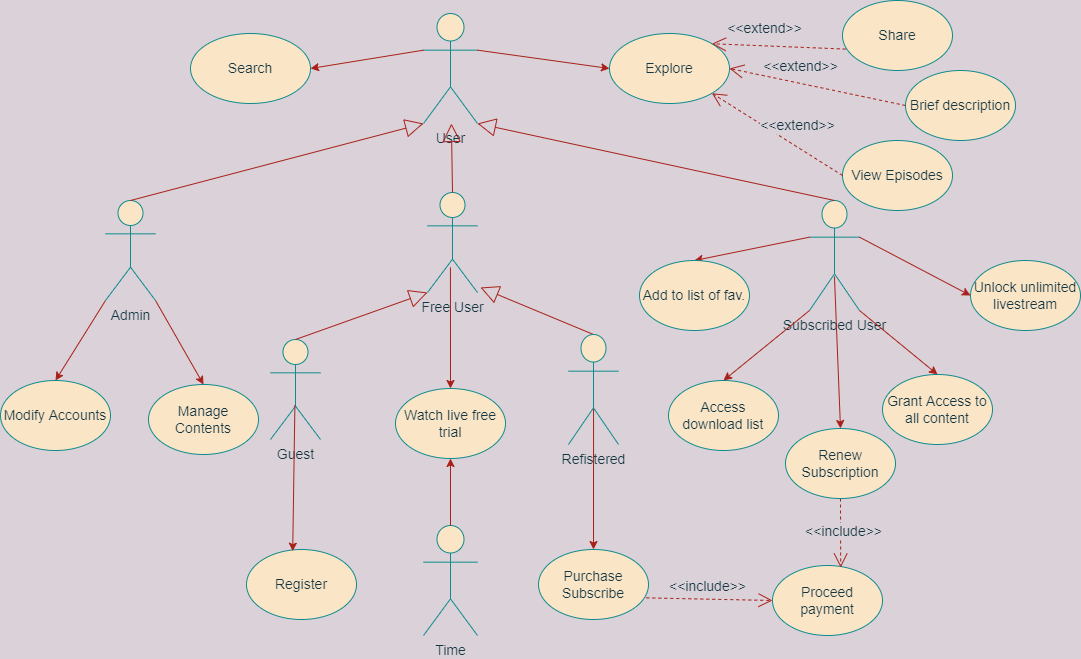 <<extend>>
Share
Search
Explore
<<extend>>
Brief description
<<extend>>
User
View Episodes
Add to list of fav.
Unlock unlimited
livestream
Admin
Free User
Subscribed User
Modify Accounts
Manage
Contents
Watch live free
trial
Access
download list
Grant Access to
all content
Guest
Refistered
Renew
Subscription
<<include>>
Register
Purchase
Subscribe
<<include>>
Proceed
payment
Time